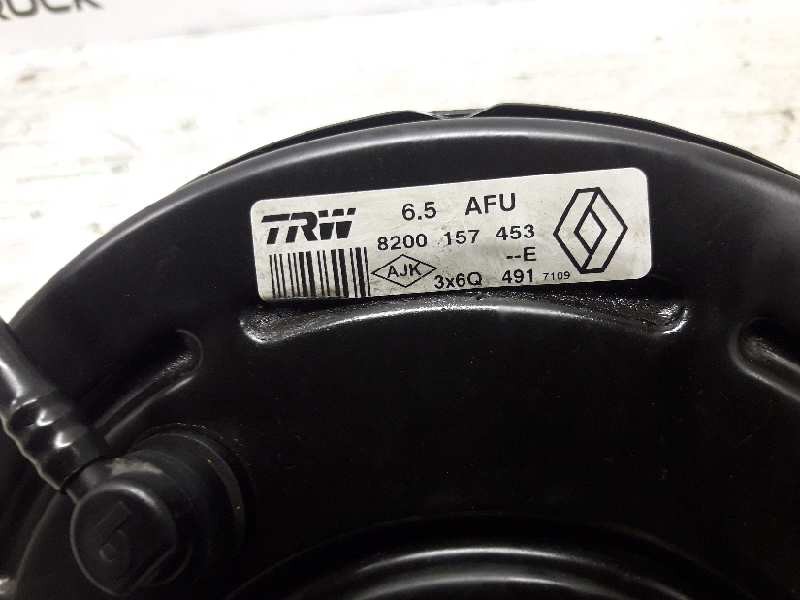 TRW 6.5 AFU
8200 157 453
--E
AJK 3x6Q 491 7109